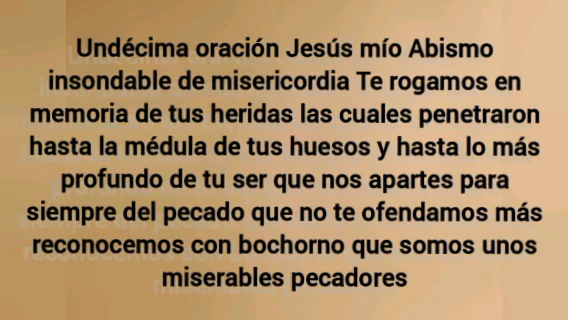 Undécima oración Jesús mío Abismo
insondable de misericordia Te rogamos en
memoria de tus heridas las cuales penetraron
hasta la médula de tus huesos y hasta lo más
profundo de tu ser que nos apartes para
siempre del pecado que no te ofendamos más
reconocemos con bochorno que somos unos
miserables pecadores